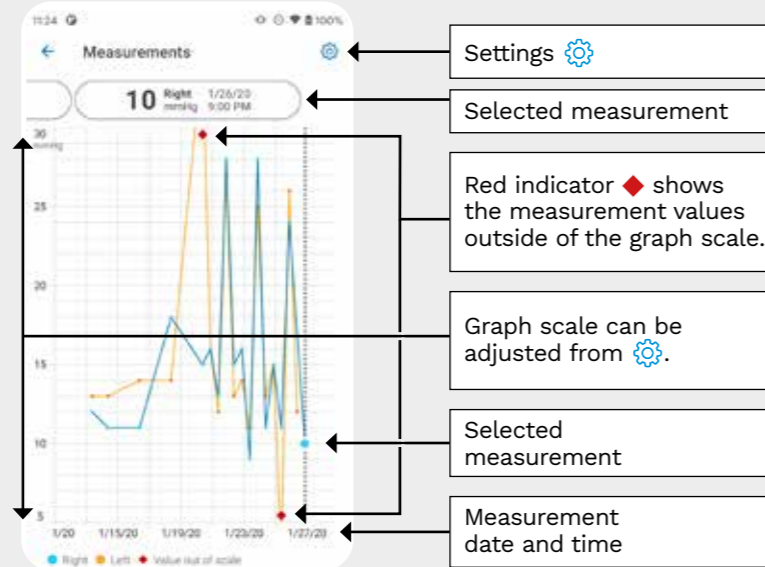 11:24 100%
Measurements
10 Right mmHg 1/26/20 9:00 PM
30
mmHg
25
20
15
10
5
1/20 1/15/20 1/19/20 1/23/20 1/27/20
Right Left Value out of scale
Settings
Selected measurement
Red indicator ◆ shows
the measurement values
outside of the graph scale.
Graph scale can be
adjusted from .
Selected
measurement
Measurement
date and time